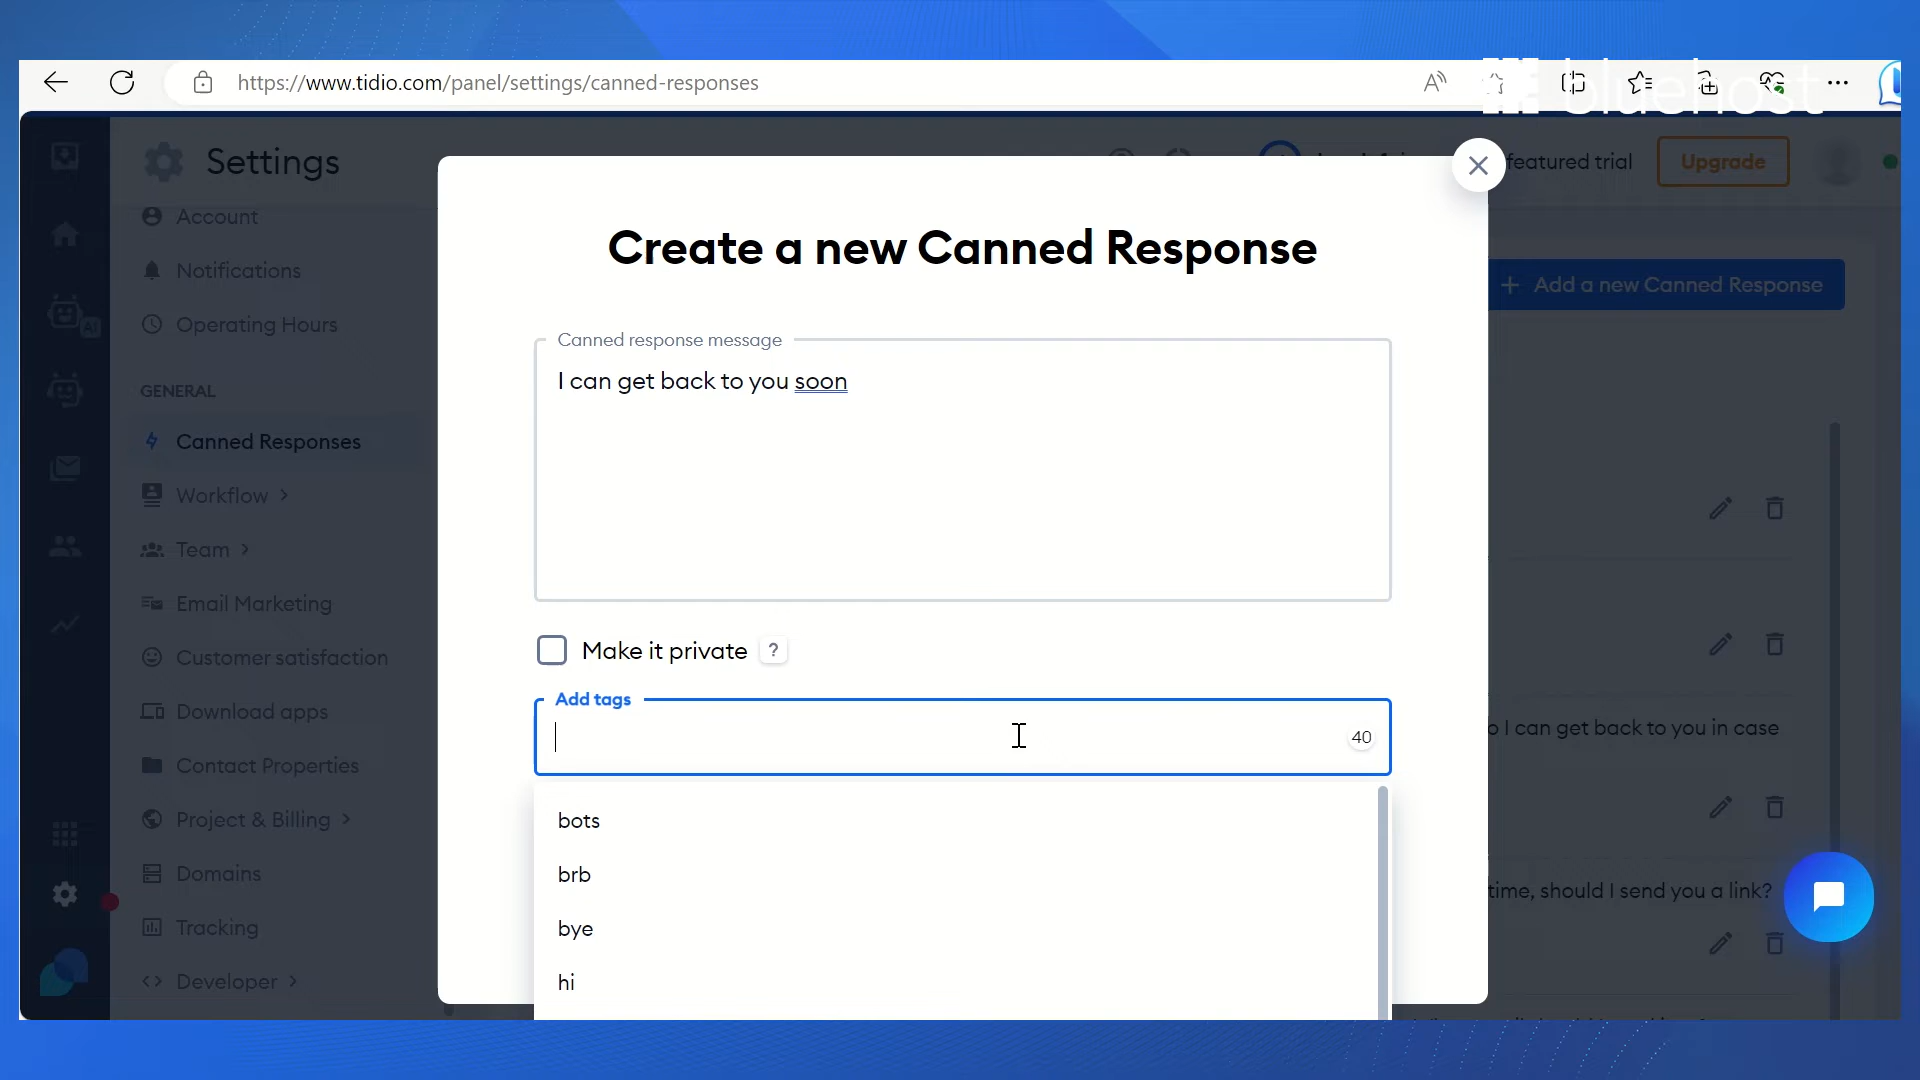 https://www.tidio.com/panel/settings/canned-responses
bluehost
Settings
featured trial
Upgrade
Account
Notifications
Operating Hours
AI
GENERAL
Canned Responses
Workflow
Team
Email Marketing
Customer satisfaction
Download apps
Contact Properties
Project & Billing
Domains
Tracking
Developer
+ Add a new Canned Response
Create a new Canned Response
Canned response message
I can get back to you soon
Make it private ?
Add tags
40
bots
brb
bye
hi
I can get back to you in case
time, should I send you a link?